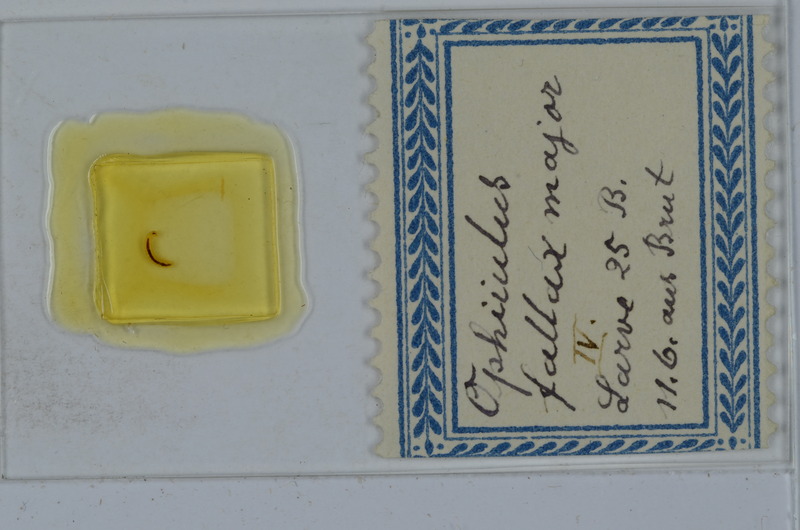 Ophiiulus
fallax major
IV.
Larve 25 B.
11.6. aus Brut